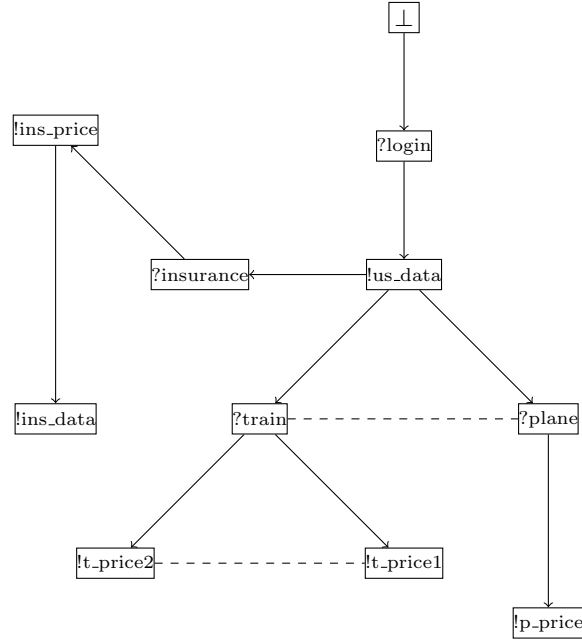 ⊥
!ins_price
?login
?insurance
!us_data
!ins_data
?train
?plane
!t_price2
!t_price1
!p_price